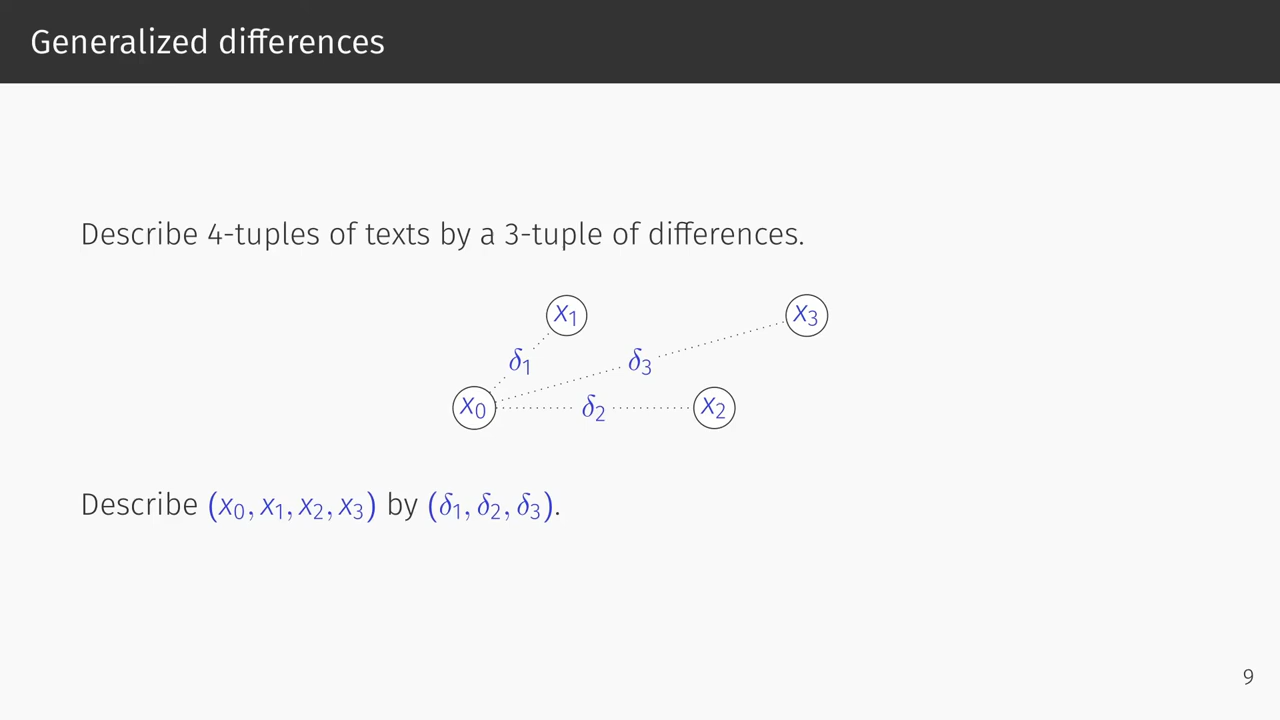 Generalized differences
Describe 4-tuples of texts by a 3-tuple of differences.
x₁ x₃
δ₁ δ₃
x₀ δ₂ x₂
Describe (x₀, x₁, x₂, x₃) by (δ₁, δ₂, δ₃).
9